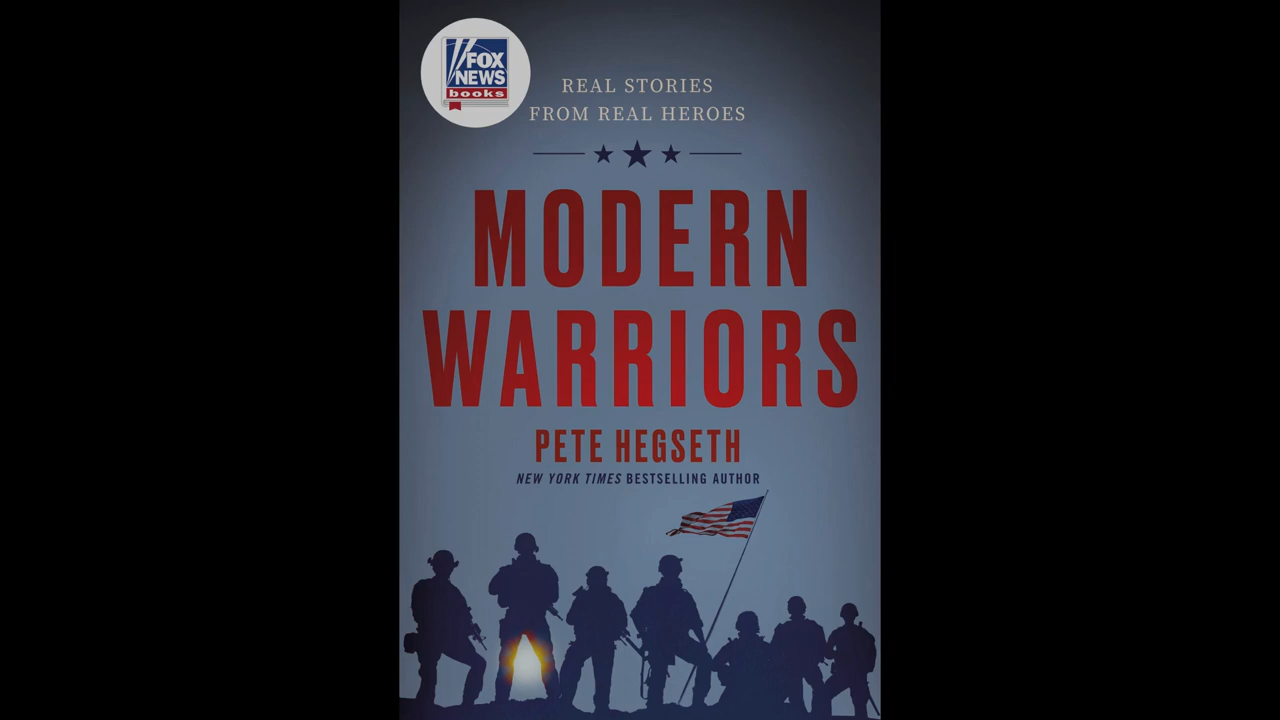 FOX
NEWS
books
REAL STORIES
FROM REAL HEROES
MODERN
WARRIORS
PETE HEGSETH
NEW YORK TIMES BESTSELLING AUTHOR